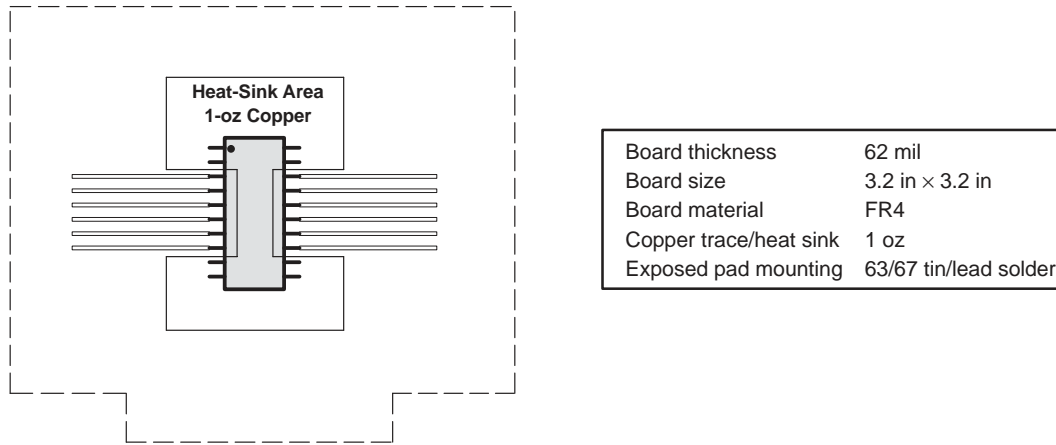 Heat-Sink Area
1-oz Copper
Board thickness 62 mil
Board size 3.2 in × 3.2 in
Board material FR4
Copper trace/heat sink 1 oz
Exposed pad mounting 63/67 tin/lead solder